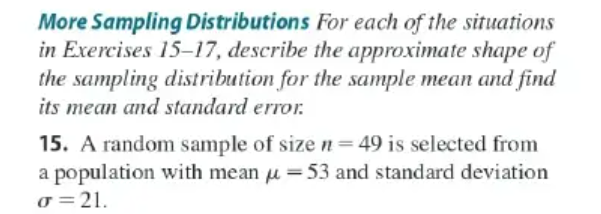 More Sampling Distributions For each of the situations
in Exercises 15–17, describe the approximate shape of
the sampling distribution for the sample mean and find
its mean and standard error.
15. A random sample of size n = 49 is selected from
a population with mean μ = 53 and standard deviation
σ = 21.